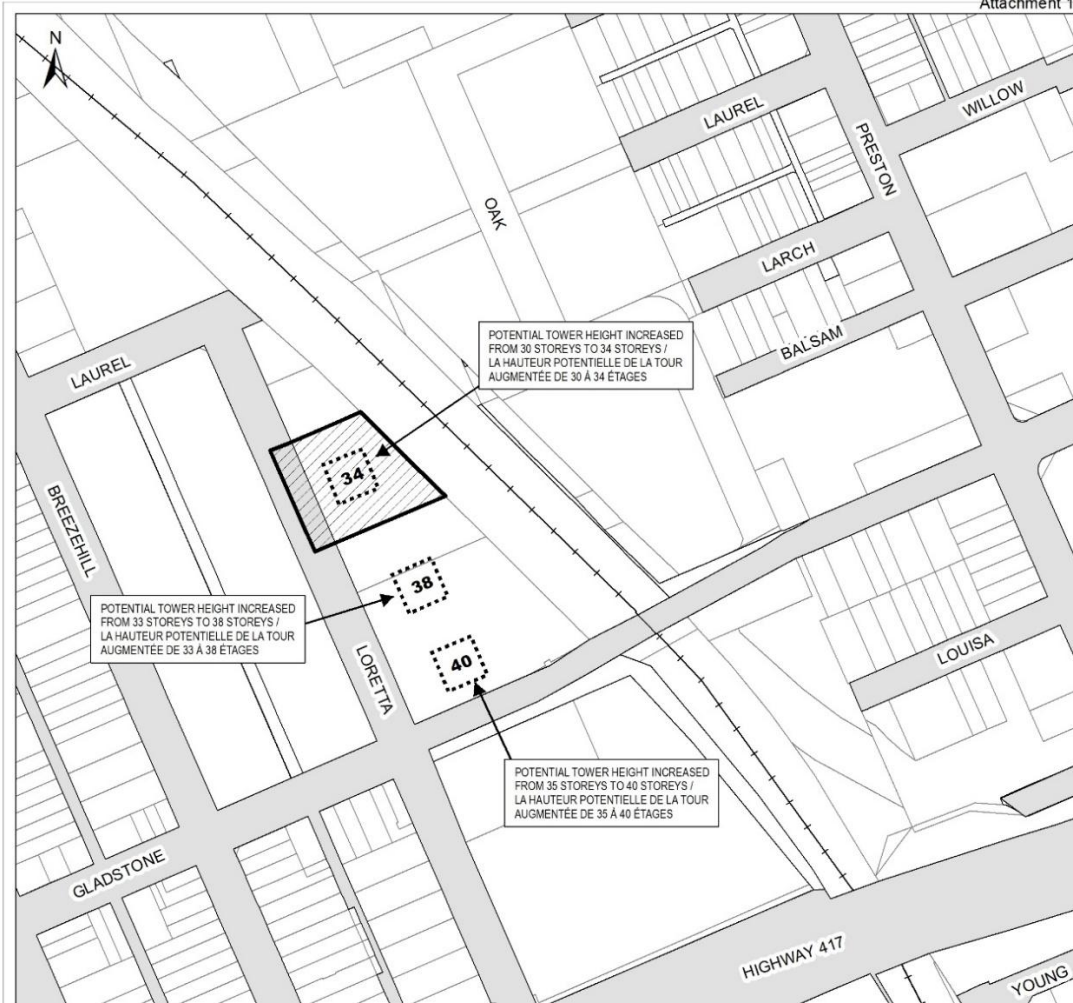 Attachment 1
N
LAUREL
WILLOW
PRESTON
OAK
LARCH
BALSAM
POTENTIAL TOWER HEIGHT INCREASED
FROM 30 STOREYS TO 34 STOREYS /
LA HAUTEUR POTENTIELLE DE LA TOUR
AUGMENTÉE DE 30 À 34 ÉTAGES
LAUREL
34
BREEZEHILL
38
POTENTIAL TOWER HEIGHT INCREASED
FROM 33 STOREYS TO 38 STOREYS /
LA HAUTEUR POTENTIELLE DE LA TOUR
AUGMENTÉE DE 33 À 38 ÉTAGES
LORETTA
40
LOUISA
POTENTIAL TOWER HEIGHT INCREASED
FROM 35 STOREYS TO 40 STOREYS /
LA HAUTEUR POTENTIELLE DE LA TOUR
AUGMENTÉE DE 35 À 40 ÉTAGES
GLADSTONE
HIGHWAY 417
YOUNG